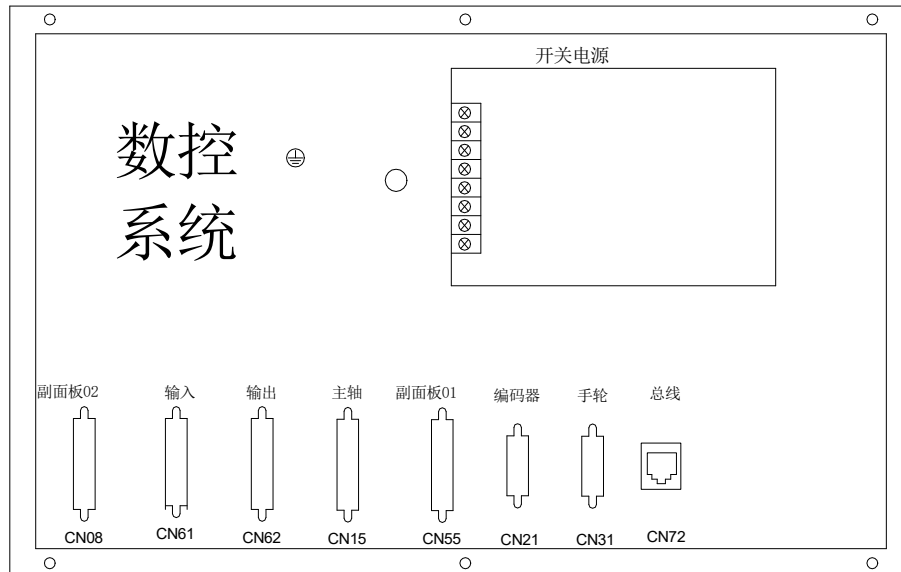 开关电源
数控
系统
副面板02
输入
输出
主轴
副面板01
编码器
手轮
总线
CN08
CN61
CN62
CN15
CN55
CN21
CN31
CN72